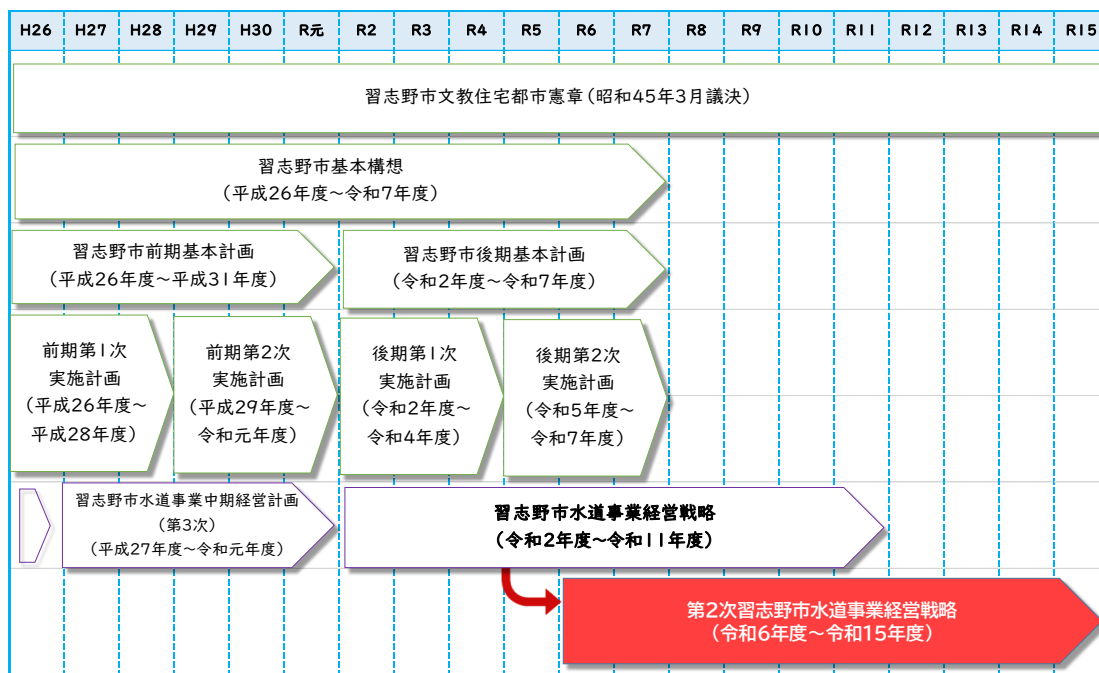 H26 H27 H28 H29 H30 R元 R2 R3 R4 R5 R6 R7 R8 R9 R10 R11 R12 R13 R14 R15
習志野市文教住宅都市憲章(昭和45年3月議決)
習志野市基本構想
(平成26年度～令和7年度)
習志野市前期基本計画
(平成26年度～平成31年度)
習志野市後期基本計画
(令和2年度～令和7年度)
前期第1次
実施計画
(平成26年度～
平成28年度)
前期第2次
実施計画
(平成29年度～
令和元年度)
後期第1次
実施計画
(令和2年度～
令和4年度)
後期第2次
実施計画
(令和5年度～
令和7年度)
習志野市水道事業中期経営計画
(第3次)
(平成27年度～令和元年度)
習志野市水道事業経営戦略
(令和2年度～令和11年度)
第2次習志野市水道事業経営戦略
(令和6年度～令和15年度)